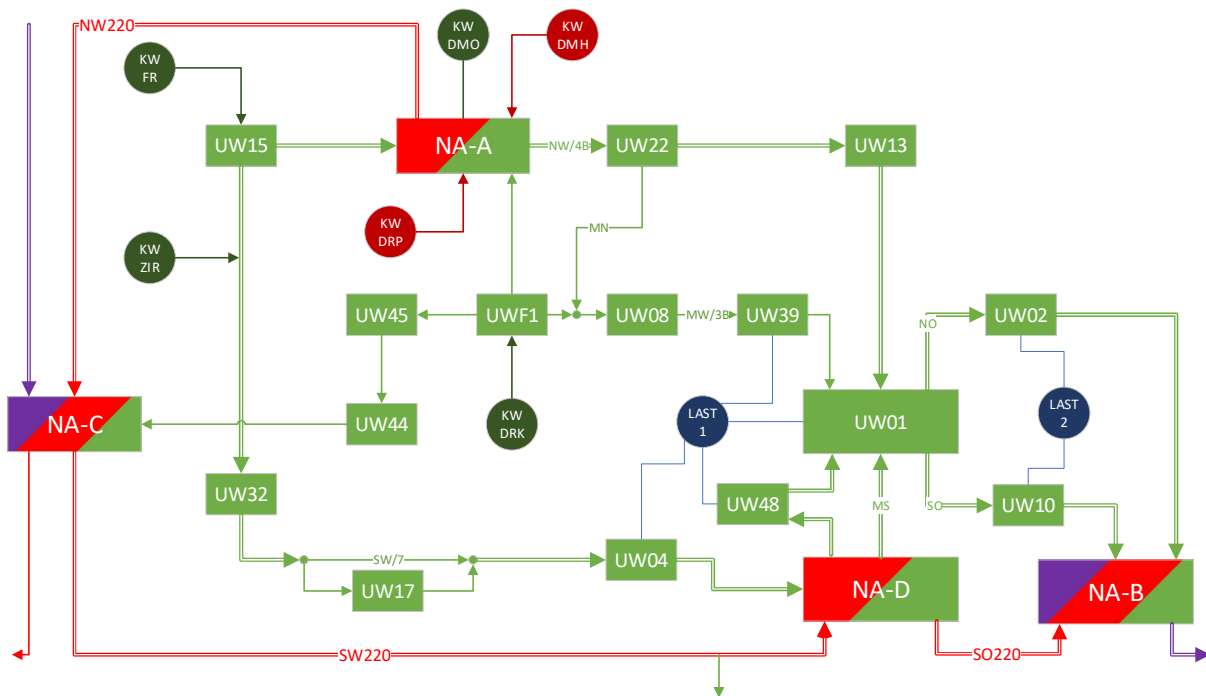 NW220
KW
FR
KW
DMO
KW
DMH
UW15
NA-A
NW/4B
UW22
UW13
KW
DRP
MN
KW
ZIR
UW45
UWF1
UW08
MW/3B
UW39
NO
UW02
NA-C
UW44
KW
DRK
LAST
1
UW01
LAST
2
UW32
UW48
MS
SO
UW10
SW/7
UW17
UW04
NA-D
NA-B
SW220
SO220